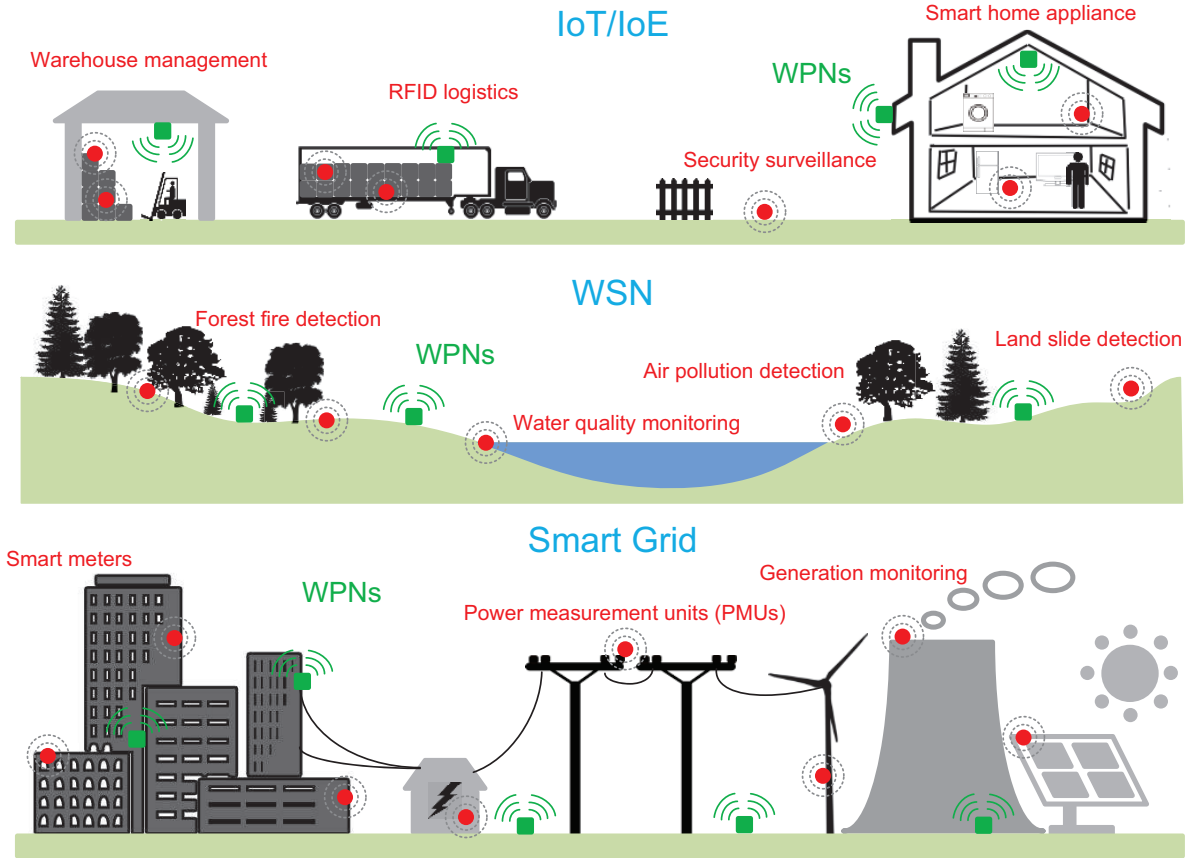 IoT/IoE
Smart home appliance
Warehouse management
WPNs
RFID logistics
Security surveillance
WSN
Forest fire detection
Land slide detection
WPNs
Air pollution detection
Water quality monitoring
Smart Grid
Smart meters
Generation monitoring
WPNs
Power measurement units (PMUs)